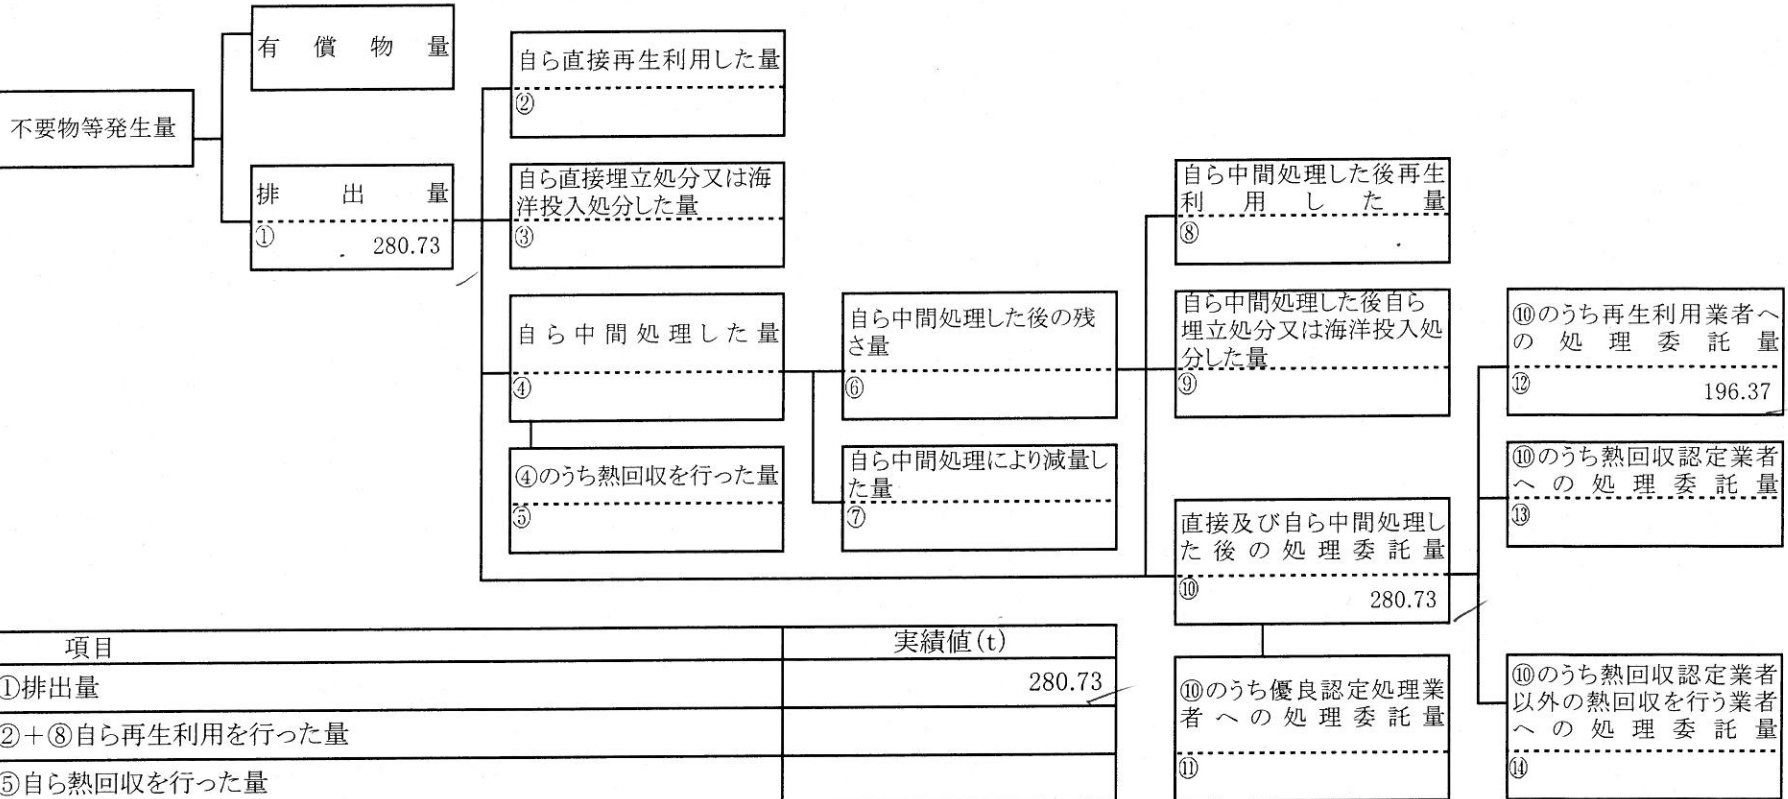 有償物量
不要物等発生量
排出量
①
280.73
自ら直接再生利用した量
②
自ら直接埋立処分又は海
洋投入処分した量
③
自ら中間処理した量
④
④のうち熱回収を行った量
⑤
自ら中間処理した後の残
さ量
⑥
自ら中間処理により減量し
た量
⑦
自ら中間処理した後再生
利用した量
⑧
自ら中間処理した後自ら
埋立処分又は海洋投入処
分した量
⑨
直接及び自ら中間処理し
た後の処理委託量
⑩
280.73
⑩のうち優良認定処理業
者への処理委託量
⑪
⑩のうち再生利用業者へ
の処理委託量
⑫
196.37
⑩のうち熱回収認定業者
への処理委託量
⑬
⑩のうち熱回収認定業者
以外の熱回収を行う業者
への処理委託量
⑭
項目 実績値(t)
①排出量 280.73
②＋⑧自ら再生利用を行った量
⑤自ら熱回収を行った量